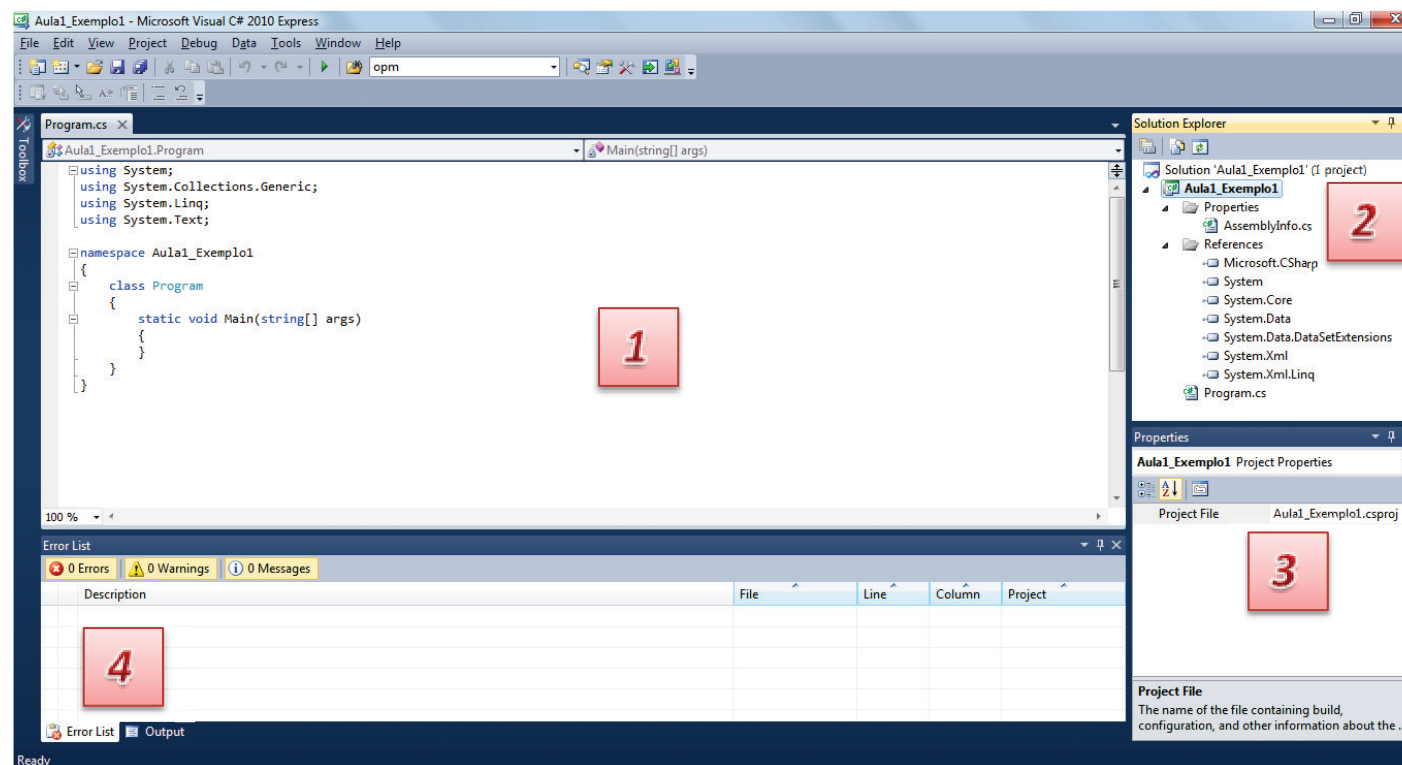 Aula1_Exemplo1 - Microsoft Visual C# 2010 Express
File Edit View Project Debug Data Tools Window Help
opm
Toolbox
Program.cs
Aula1_Exemplo1.Program
Main(string[] args)
using System;
using System.Collections.Generic;
using System.Linq;
using System.Text;
namespace Aula1_Exemplo1
{
class Program
{
static void Main(string[] args)
{
}
}
}
1
100 %
Solution Explorer
Solution 'Aula1_Exemplo1' (1 project)
Aula1_Exemplo1
Properties
AssemblyInfo.cs
References
Microsoft.CSharp
System
System.Core
System.Data
System.Data.DataSetExtensions
System.Xml
System.Xml.Linq
Program.cs
2
Properties
Aula1_Exemplo1 Project Properties
Project File Aula1_Exemplo1.csproj
3
Project File
The name of the file containing build,
configuration, and other information about the ..
Error List
0 Errors 0 Warnings 0 Messages
Description File Line Column Project
4
Error List Output
Ready